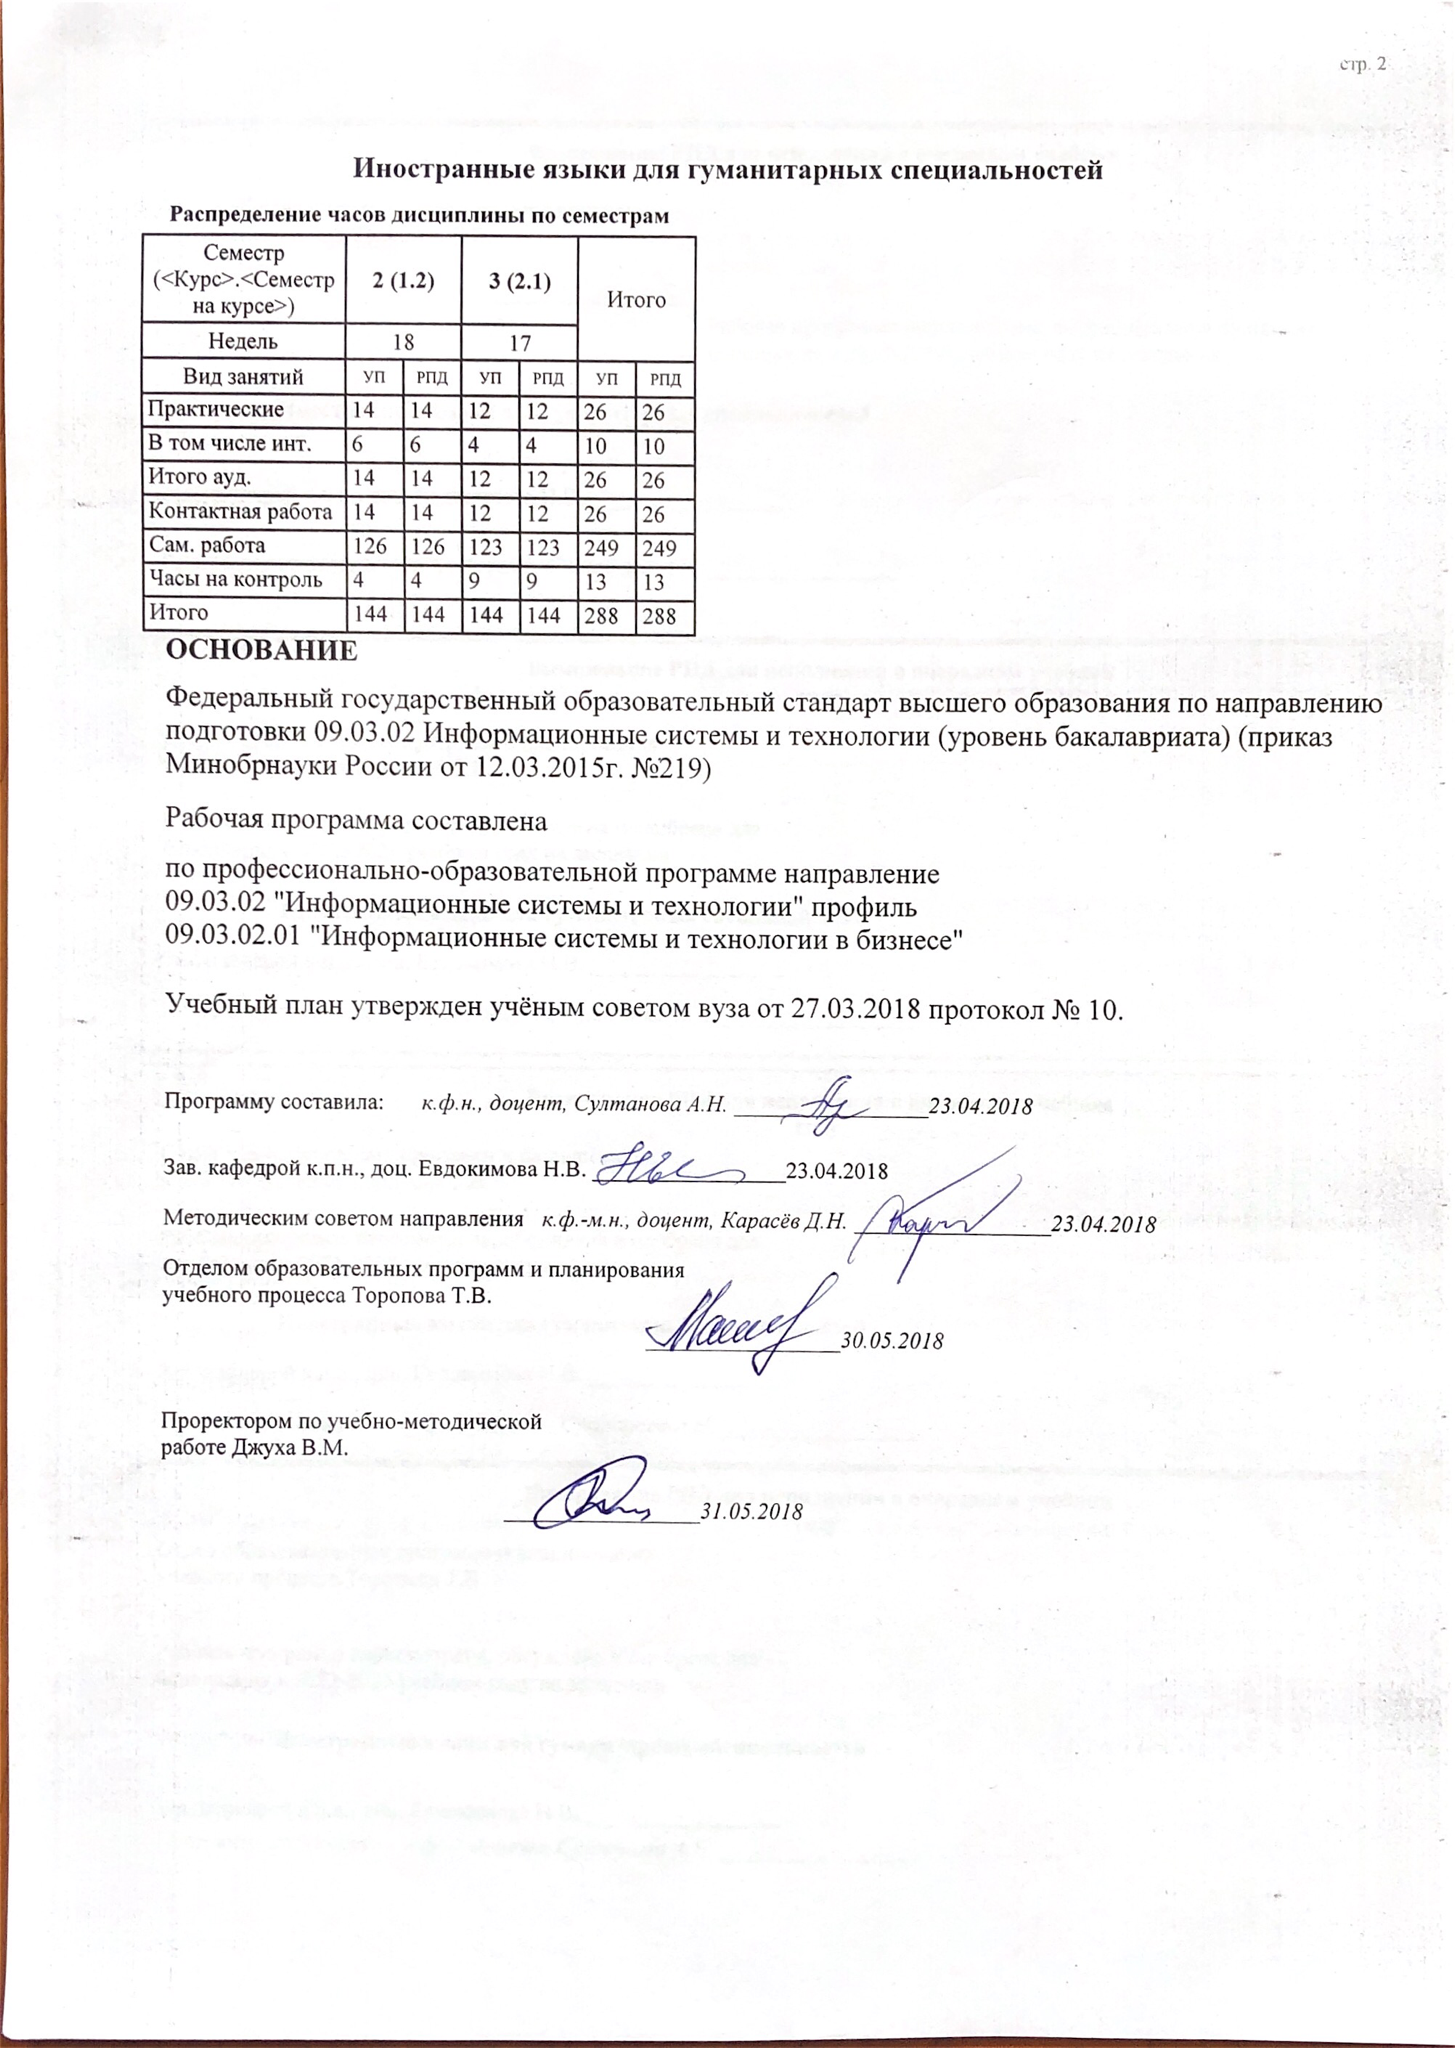 стр. 2
Иностранные языки для гуманитарных специальностей
Распределение часов дисциплины по семестрам
Семестр (<Курс>.<Семестр на курсе>) 2 (1.2) 3 (2.1) Итого
Недель 18 17
Вид занятий УП РПД УП РПД УП РПД
Практические 14 14 12 12 26 26
В том числе инт. 6 6 4 4 10 10
Итого ауд. 14 14 12 12 26 26
Контактная работа 14 14 12 12 26 26
Сам. работа 126 126 123 123 249 249
Часы на контроль 4 4 9 9 13 13
Итого 144 144 144 144 288 288
ОСНОВАНИЕ
Федеральный государственный образовательный стандарт высшего образования по направлению
подготовки 09.03.02 Информационные системы и технологии (уровень бакалавриата) (приказ
Минобрнауки России от 12.03.2015г. №219)
Рабочая программа составлена
по профессионально-образовательной программе направление
09.03.02 "Информационные системы и технологии" профиль
09.03.02.01 "Информационные системы и технологии в бизнесе"
Учебный план утвержден учёным советом вуза от 27.03.2018 протокол № 10.
Программу составила: к.ф.н., доцент, Султанова А.Н. 23.04.2018
Зав. кафедрой к.п.н., доц. Евдокимова Н.В. 23.04.2018
Методическим советом направления к.ф.-м.н., доцент, Карасёв Д.Н. 23.04.2018
Отделом образовательных программ и планирования
учебного процесса Торопова Т.В.
30.05.2018
Проректором по учебно-методической
работе Джуха В.М.
31.05.2018